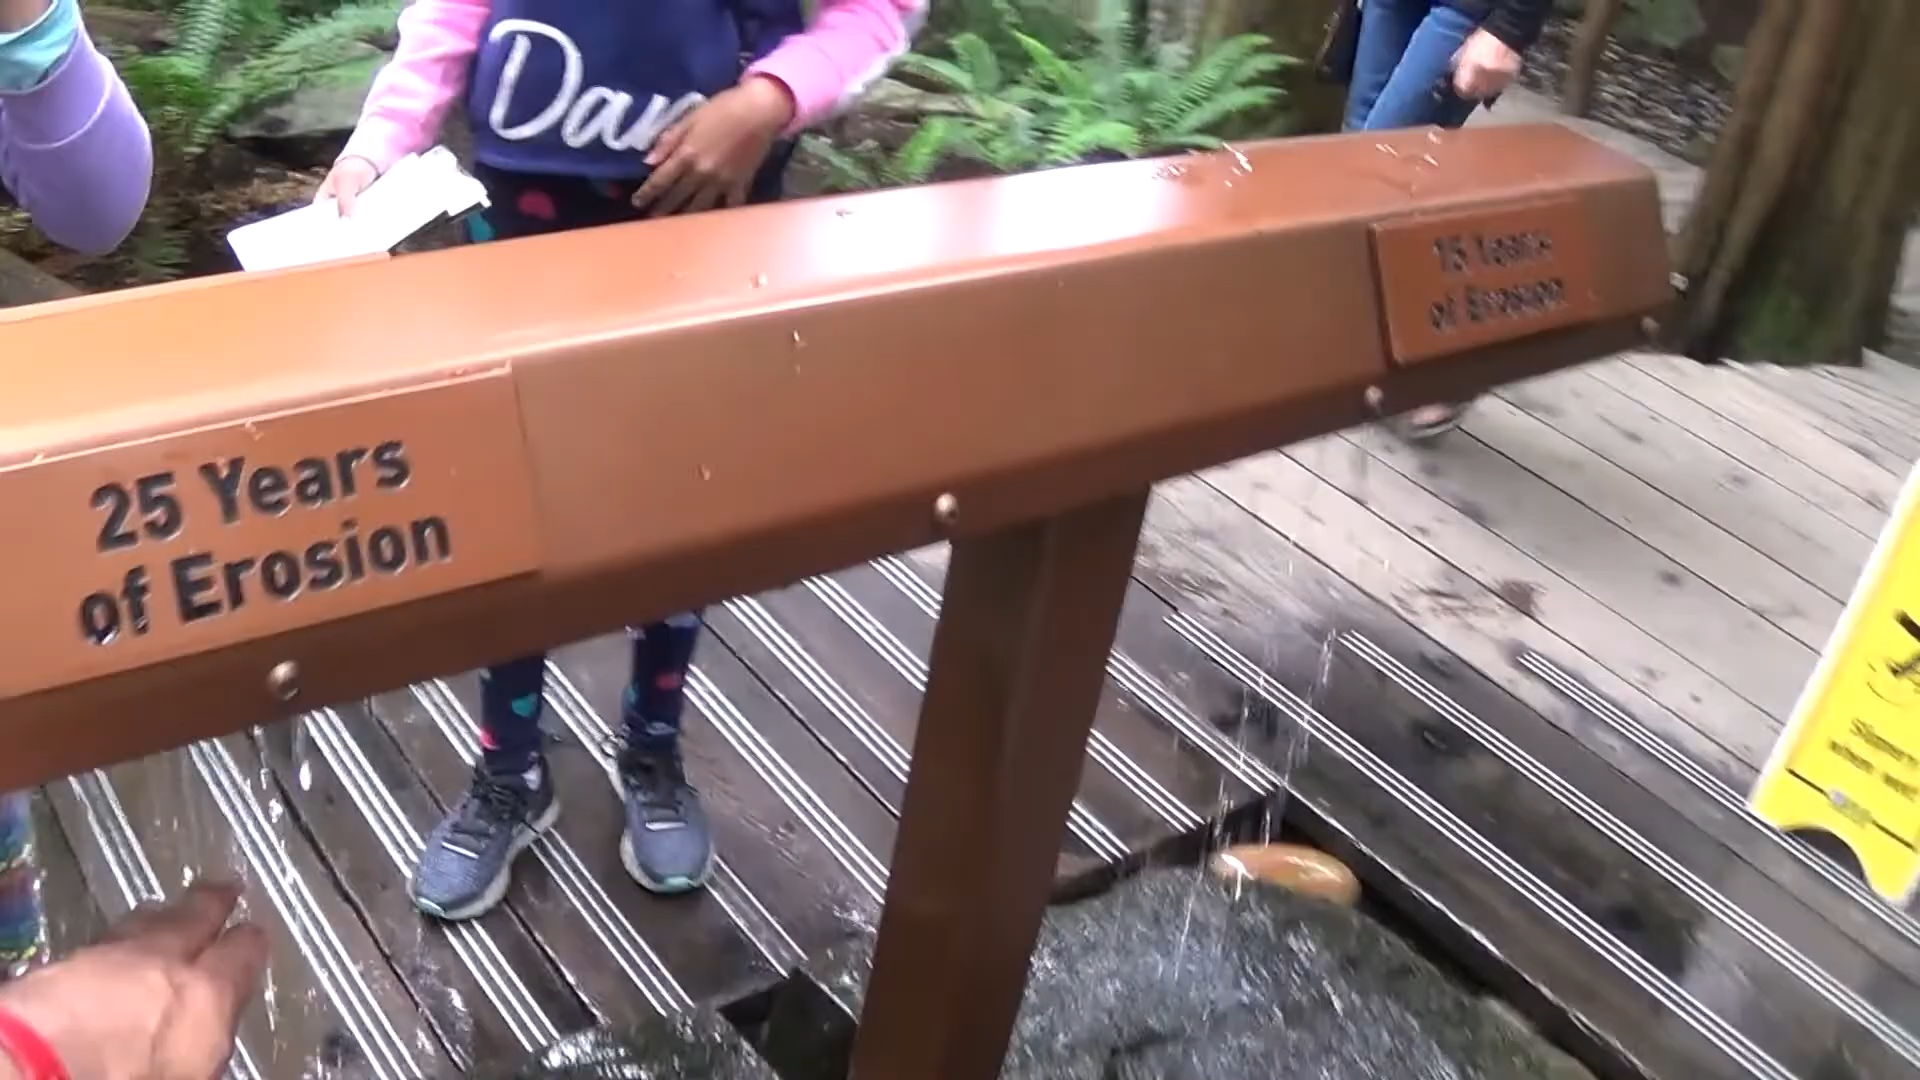 Dan
25 Years
of Erosion
15 Years
of Erosion